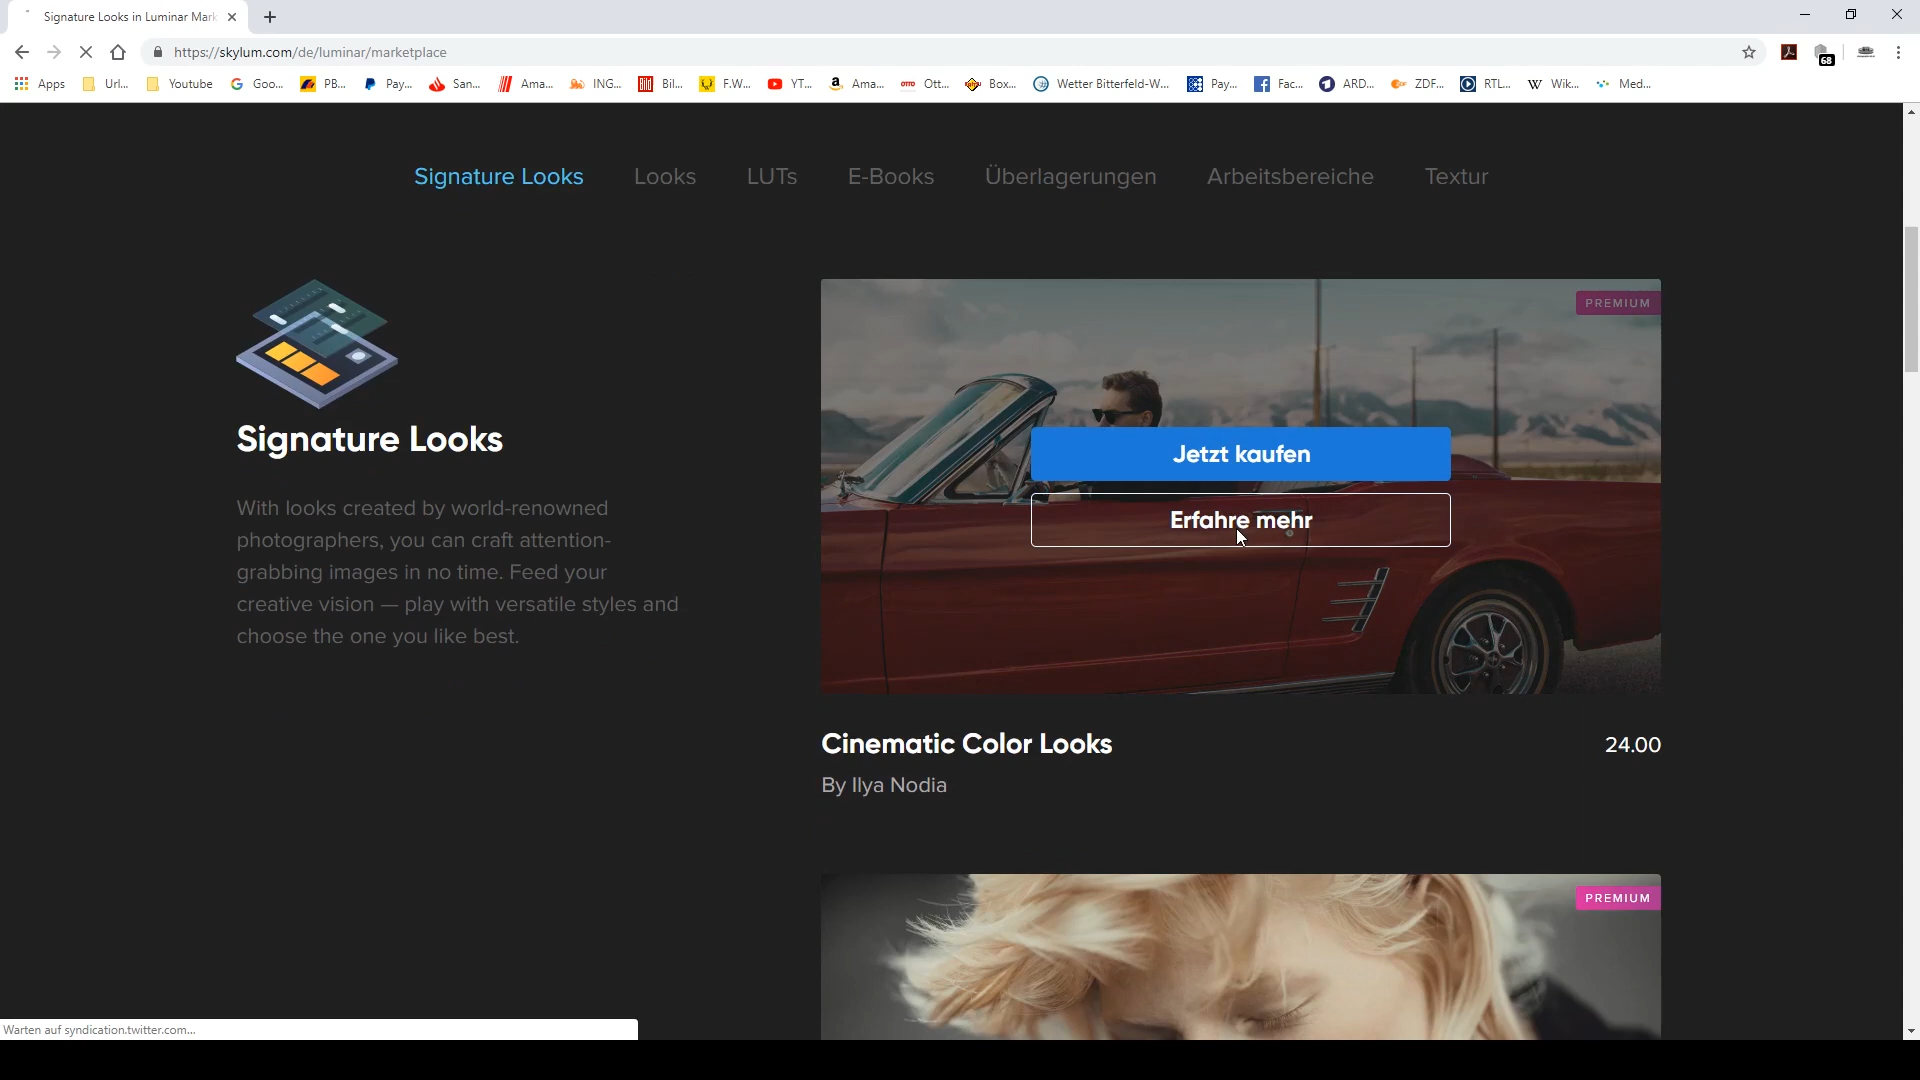 Signature Looks in Luminar Mark
https://skylum.com/de/luminar/marketplace
68
Apps Url... Youtube Goo... PB... Pay... San... Ama... ING... Bil... F.W... YT... Ama... Ott... Box... Wetter Bitterfeld-W... Pay... Fac... ARD... ZDF... RTL... Wik... Med...
Signature Looks Looks LUTs E-Books Überlagerungen Arbeitsbereiche Textur
PREMIUM
Jetzt kaufen
Erfahre mehr
Signature Looks
With looks created by world-renowned
photographers, you can craft attention-
grabbing images in no time. Feed your
creative vision — play with versatile styles and
choose the one you like best.
Cinematic Color Looks 24.00
By Ilya Nodia
PREMIUM
Warten auf syndication.twitter.com...